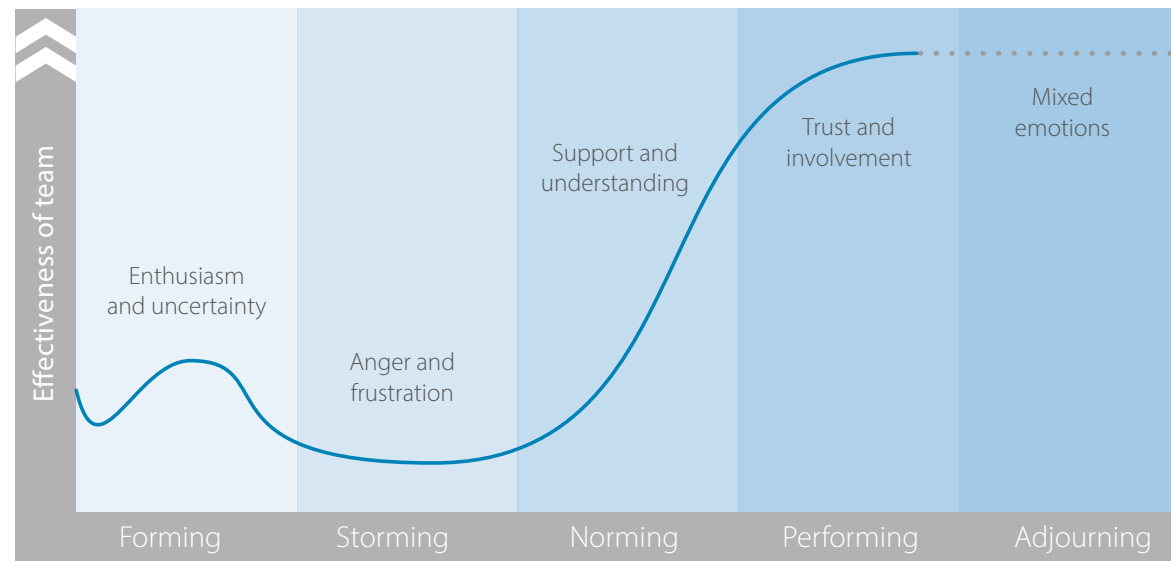 Effectiveness of team
Enthusiasm
and uncertainty
Anger and
frustration
Support and
understanding
Trust and
involvement
Mixed
emotions
Forming
Storming
Norming
Performing
Adjourning